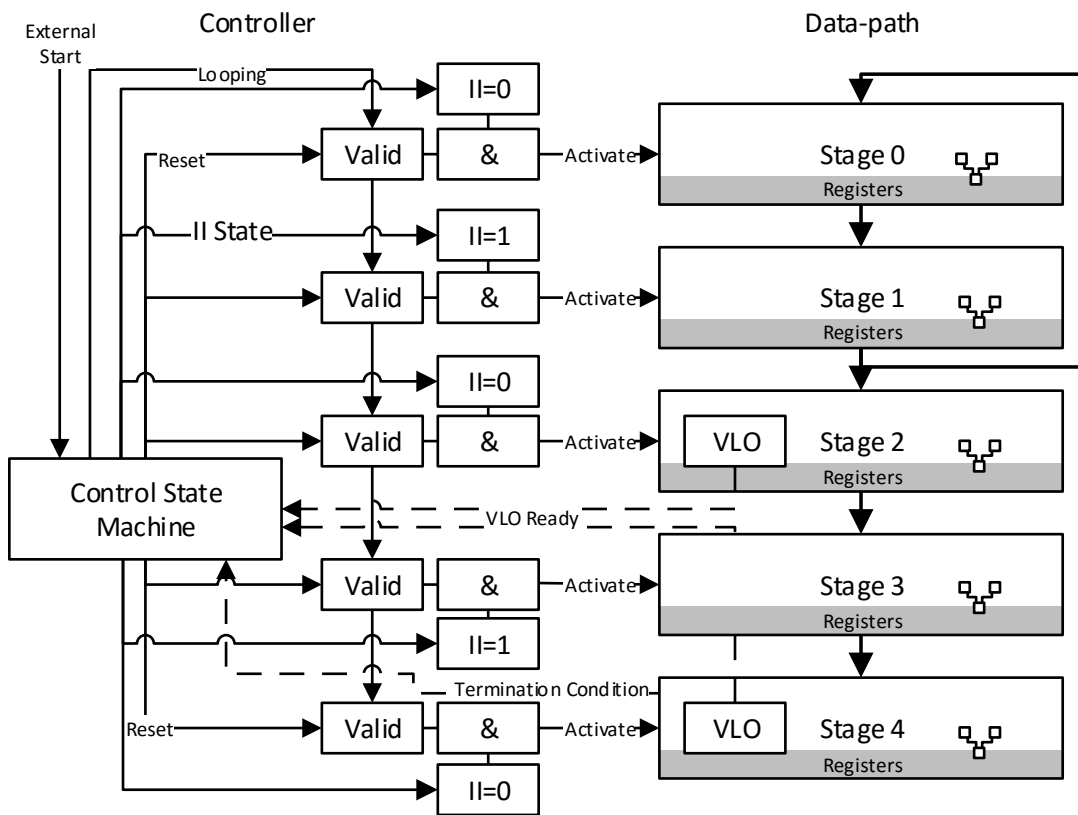 Controller
Data-path
External
Start
Looping
II=0
Reset
Valid
&
Activate
Stage 0
Registers
II State
II=1
Valid
&
Activate
Stage 1
Registers
II=0
Valid
&
Activate
VLO
Stage 2
Registers
Control State
Machine
VLO Ready
Valid
&
Activate
Stage 3
Registers
II=1
Termination Condition
Reset
Valid
&
Activate
VLO
Stage 4
Registers
II=0